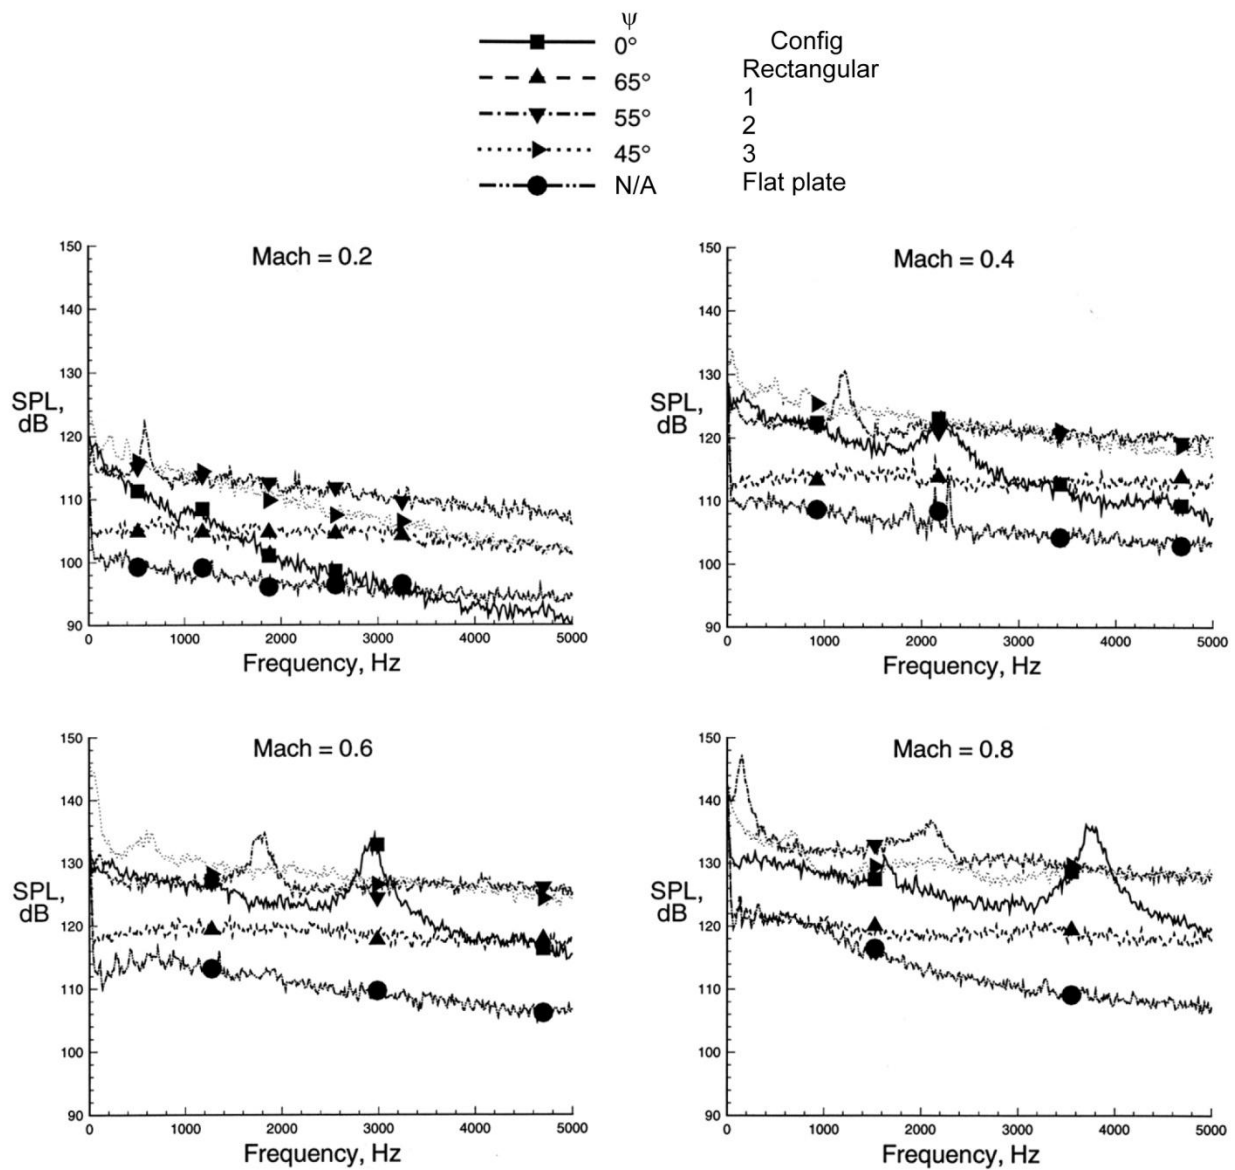 ψ
0° Config
65° Rectangular
55° 1
45° 2
N/A 3
Flat plate
Mach = 0.2
150
140
130
SPL,
dB
120
110
100
90
0 1000 2000 3000 4000 5000
Frequency, Hz
Mach = 0.4
150
140
130
SPL,
dB
120
110
100
90
0 1000 2000 3000 4000 5000
Frequency, Hz
Mach = 0.6
150
140
130
SPL,
dB
120
110
100
90
0 1000 2000 3000 4000 5000
Frequency, Hz
Mach = 0.8
150
140
130
SPL,
dB
120
110
100
90
0 1000 2000 3000 4000 5000
Frequency, Hz